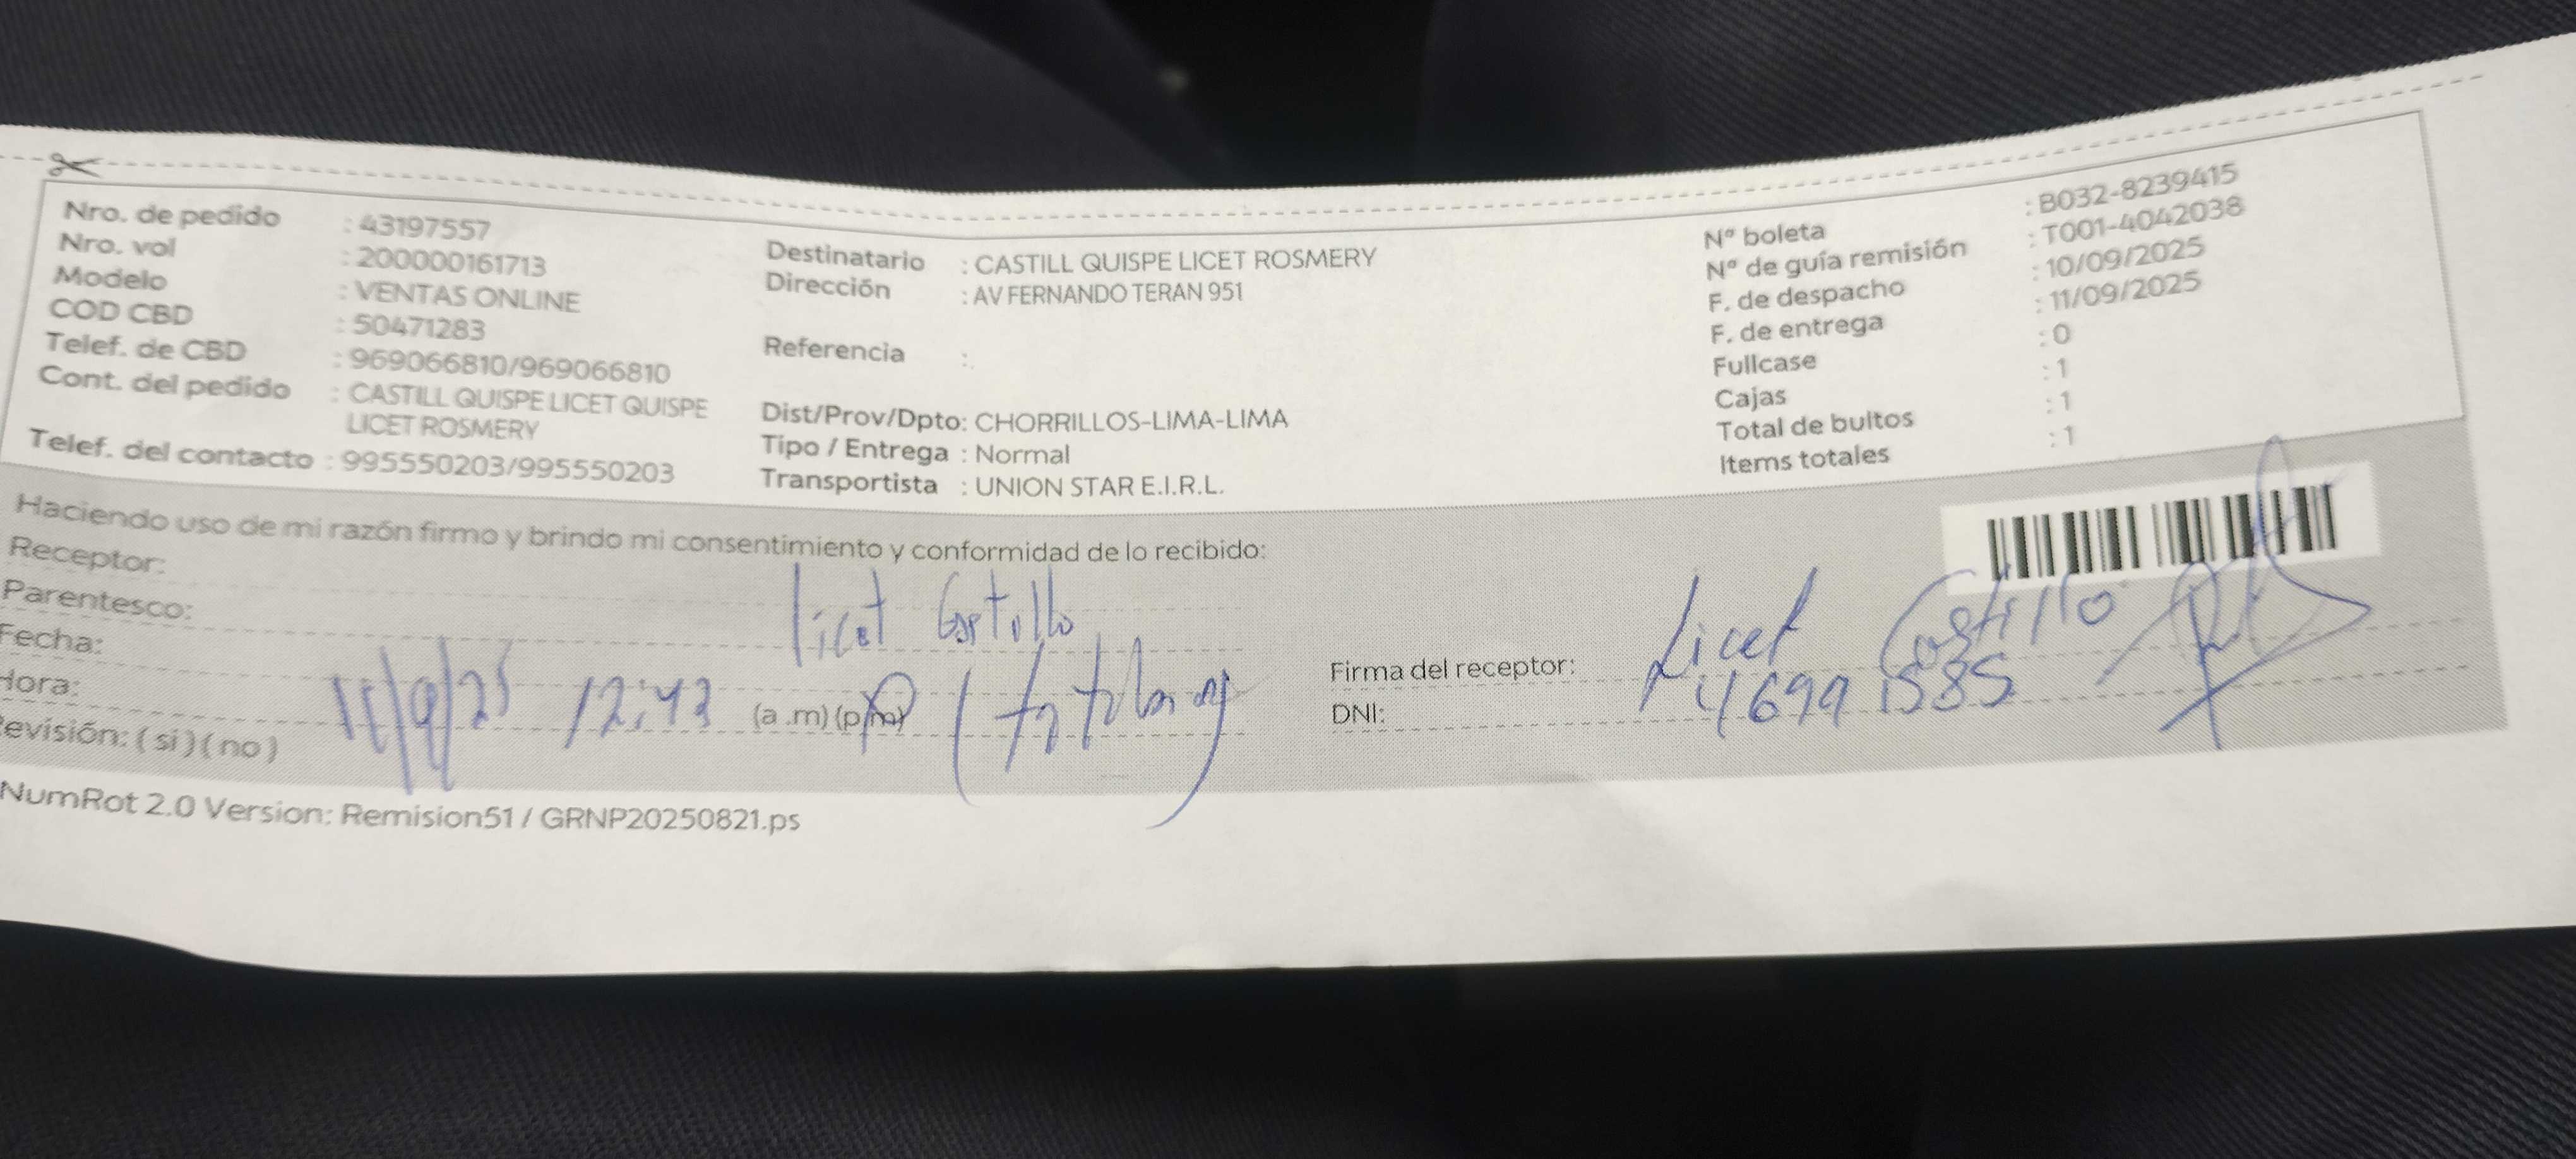 Nro. de pedido : 43197557
Nro. vol : 200000161713
Modelo : VENTAS ONLINE
COD CBD : 50471283
Telef. de CBD : 969066810/969066810
Cont. del pedido : CASTILL QUISPE LICET QUISPE
LICET ROSMERY
Telef. del contacto : 995550203/995550203
Destinatario : CASTILL QUISPE LICET ROSMERY
Dirección : AV FERNANDO TERAN 951
Referencia :
Dist/Prov/Dpto: CHORRILLOS-LIMA-LIMA
Tipo / Entrega : Normal
Transportista : UNION STAR E.I.R.L.
Nº boleta : B032-8239415
Nº de guía remisión : T001-4042038
F. de despacho : 10/09/2025
F. de entrega : 11/09/2025
Fullcase : 0
Cajas : 1
Total de bultos : 1
Items totales : 1
Haciendo uso de mi razón firmo y brindo mi consentimiento y conformidad de lo recibido:
Receptor: licet Castillo
Parentesco:
Fecha: 11/9/25
Hora: 12:43 (a .m) (p.m)
Revisión: ( si ) ( no )
Firma del receptor: Licet Castillo
DNI:
NumRot 2.0 Version: Remision51 / GRNP20250821.ps